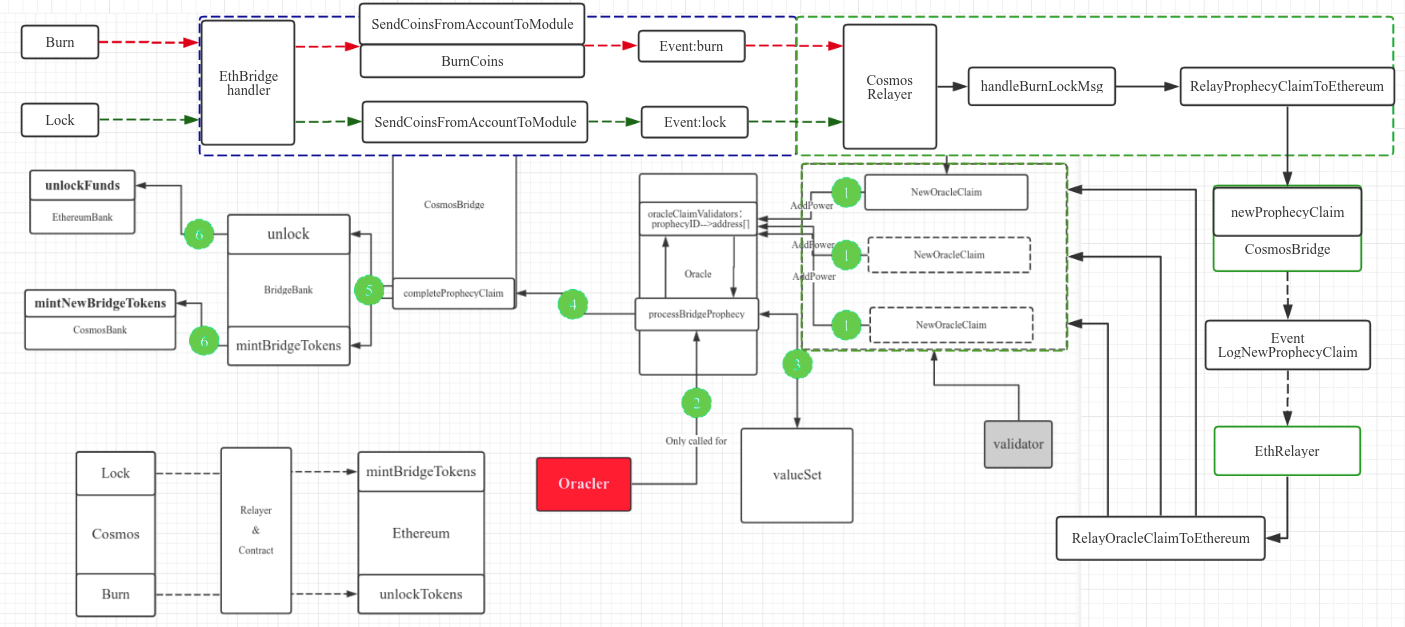 Burn
Lock
EthBridge
handler
SendCoinsFromAccountToModule
BurnCoins
SendCoinsFromAccountToModule
Event:burn
Event:lock
Cosmos
Relayer
handleBurnLockMsg
RelayProphecyClaimToEthereum
unlockFunds
EthereumBank
mintNewBridgeTokens
CosmosBank
6
6
unlock
BridgeBank
mintBridgeTokens
5
CosmosBridge
completeProphecyClaim
4
oracleClaimValidators:
prophecyID-->address[]
Oracle
processBridgeProphecy
AddPower
AddPower
AddPower
1
NewOracleClaim
1
NewOracleClaim
1
NewOracleClaim
3
2
Only called for
Oracler
valueSet
validator
newProphecyClaim
CosmosBridge
Event
LogNewProphecyClaim
EthRelayer
RelayOracleClaimToEthereum
Lock
Cosmos
Burn
Relayer
&
Contract
mintBridgeTokens
Ethereum
unlockTokens